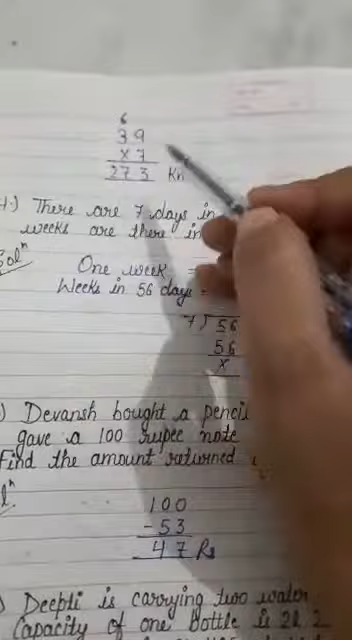 6
39
x7
273 Km
4.) There are 7 days in
weeks are there in
Solⁿ
One week =
Weeks in 56 days =
7)56
56
x
) Devansh bought a pencil
gave a 100 rupee note
Find the amount returned
lⁿ
100
-53
47 Rs
) Deepti is carrying two water
Capacity of one bottle is 2l 2